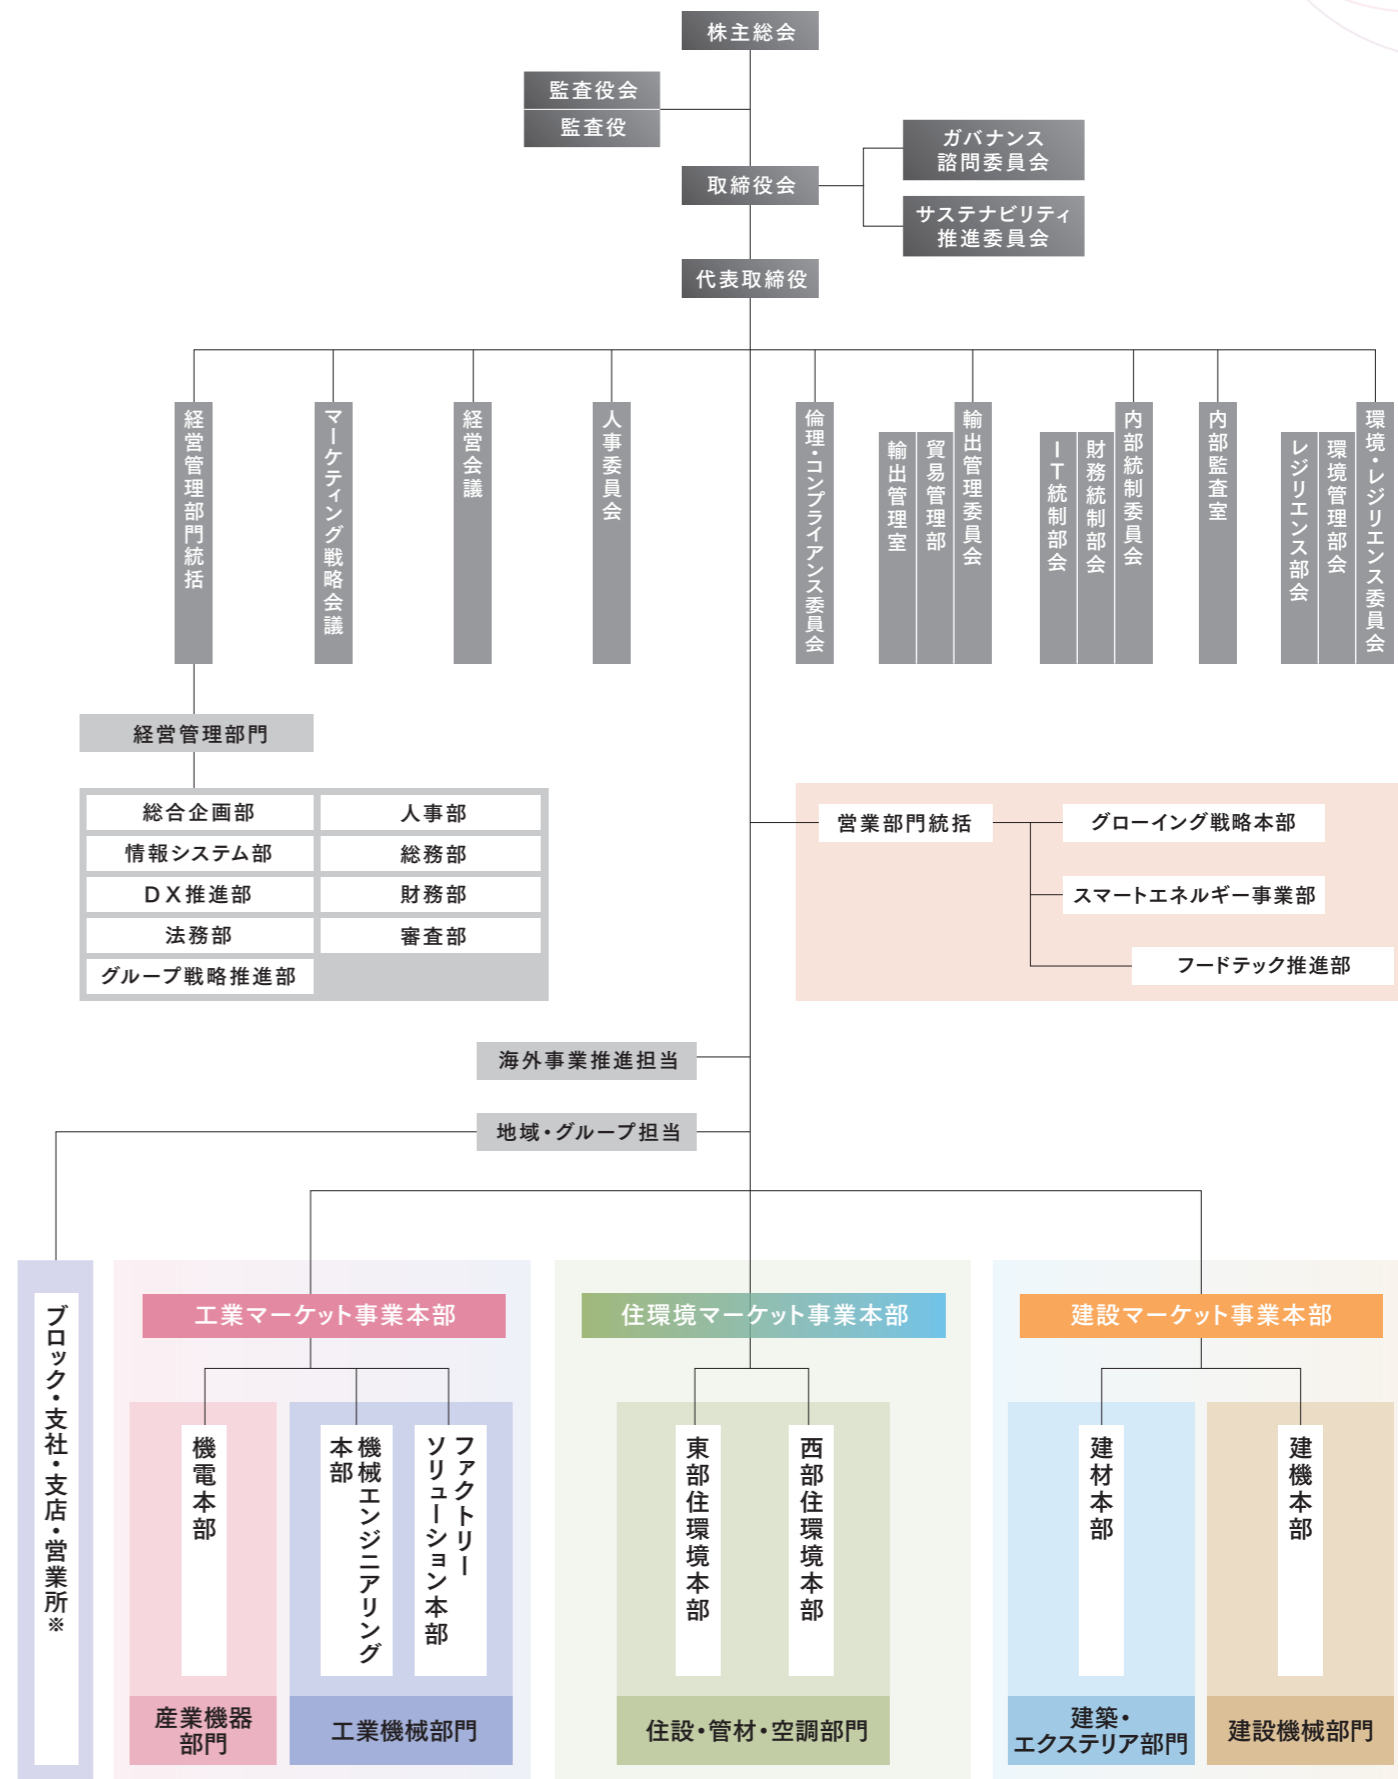 株主総会
監査役会
監査役
ガバナンス
諮問委員会
取締役会
サステナビリティ
推進委員会
代表取締役
経営管理部門統括
マーケティング戦略会議
経営会議
人事委員会
倫理・コンプライアンス委員会
輸出管理委員会
貿易管理部
輸出管理室
内部統制委員会
財務統制部会
IT統制部会
内部監査室
環境・レジリエンス委員会
環境管理部会
レジリエンス部会
経営管理部門
総合企画部
人事部
情報システム部
総務部
DX推進部
財務部
法務部
審査部
グループ戦略推進部
営業部門統括
グローイング戦略本部
スマートエネルギー事業部
フードテック推進部
海外事業推進担当
地域・グループ担当
ブロック・支社・支店・営業所※
工業マーケット事業本部
機電本部
機械エンジニアリング
本部
ファクトリー
ソリューション本部
産業機器
部門
工業機械部門
住環境マーケット事業本部
東部住環境本部
西部住環境本部
住設・管材・空調部門
建設マーケット事業本部
建材本部
建機本部
建築・
エクステリア部門
建設機械部門